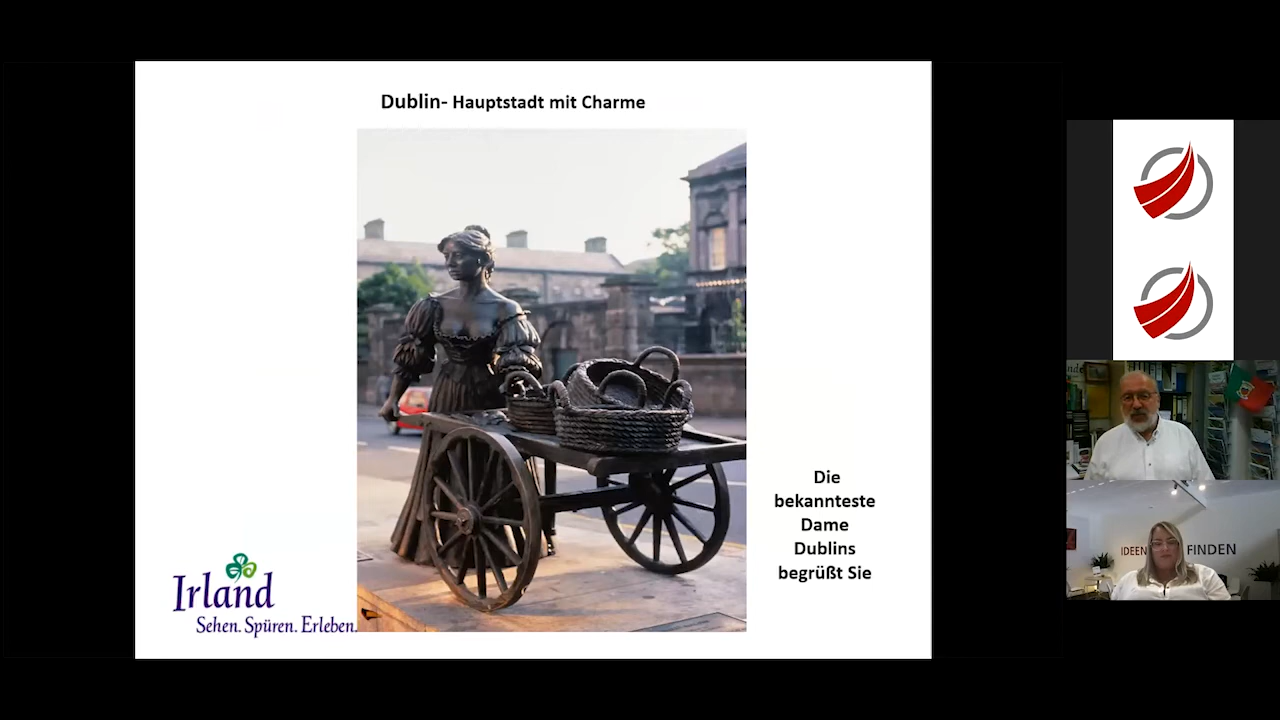 Dublin- Hauptstadt mit Charme
Die
bekannteste
Dame
Dublins
begrüßt Sie
Irland
Sehen. Spüren. Erleben.
IDEEN FINDEN